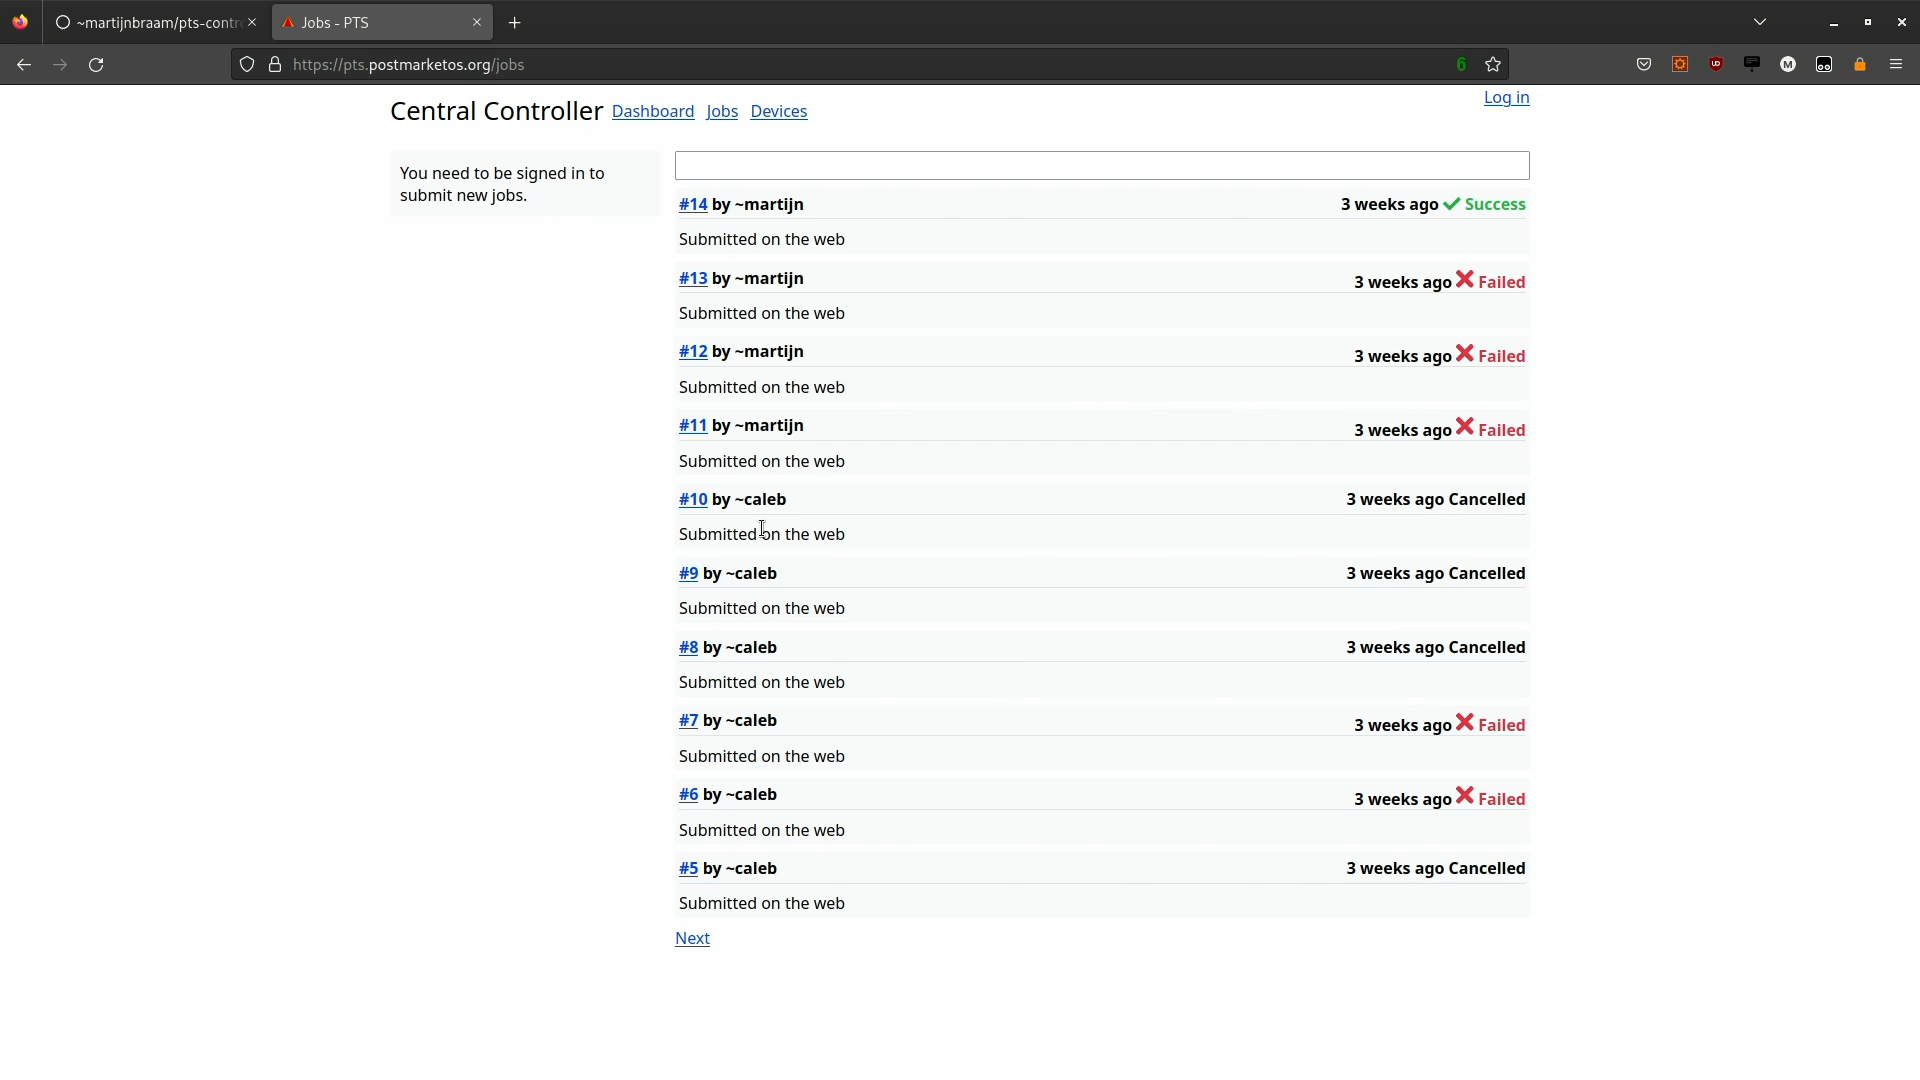 ~martijnbraam/pts-contr
Jobs - PTS
https://pts.postmarketos.org/jobs
6
Central Controller Dashboard Jobs Devices
Log in
You need to be signed in to
submit new jobs.
#14 by ~martijn 3 weeks ago Success
Submitted on the web
#13 by ~martijn 3 weeks ago Failed
Submitted on the web
#12 by ~martijn 3 weeks ago Failed
Submitted on the web
#11 by ~martijn 3 weeks ago Failed
Submitted on the web
#10 by ~caleb 3 weeks ago Cancelled
Submitted on the web
#9 by ~caleb 3 weeks ago Cancelled
Submitted on the web
#8 by ~caleb 3 weeks ago Cancelled
Submitted on the web
#7 by ~caleb 3 weeks ago Failed
Submitted on the web
#6 by ~caleb 3 weeks ago Failed
Submitted on the web
#5 by ~caleb 3 weeks ago Cancelled
Submitted on the web
Next